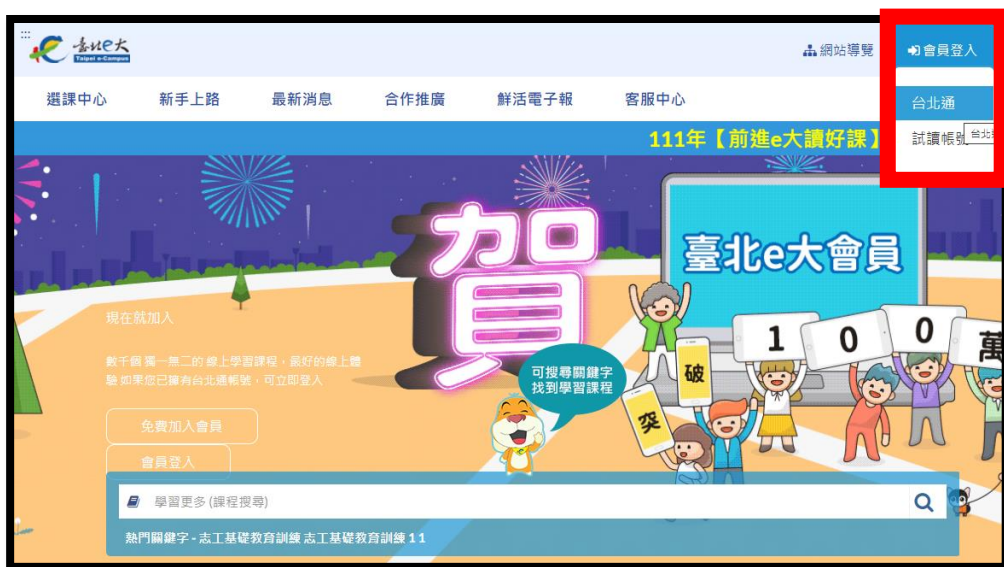 臺北e大
Taipei e-Campus
網站導覽
會員登入
選課中心 新手上路 最新消息 合作推廣 鮮活電子報 客服中心
台北通
試讀帳號
111年【前進e大讀好課】
賀
臺北e大會員
100萬
破
突
可搜尋關鍵字
找到學習課程
現在就加入
數千個 獨一無二的 線上學習課程，最好的線上體
驗 如果您已擁有台北通帳號，可立即登入
免費加入會員
會員登入
學習更多 (課程搜尋)
熱門關鍵字 - 志工基礎教育訓練 志工基礎教育訓練 1 1